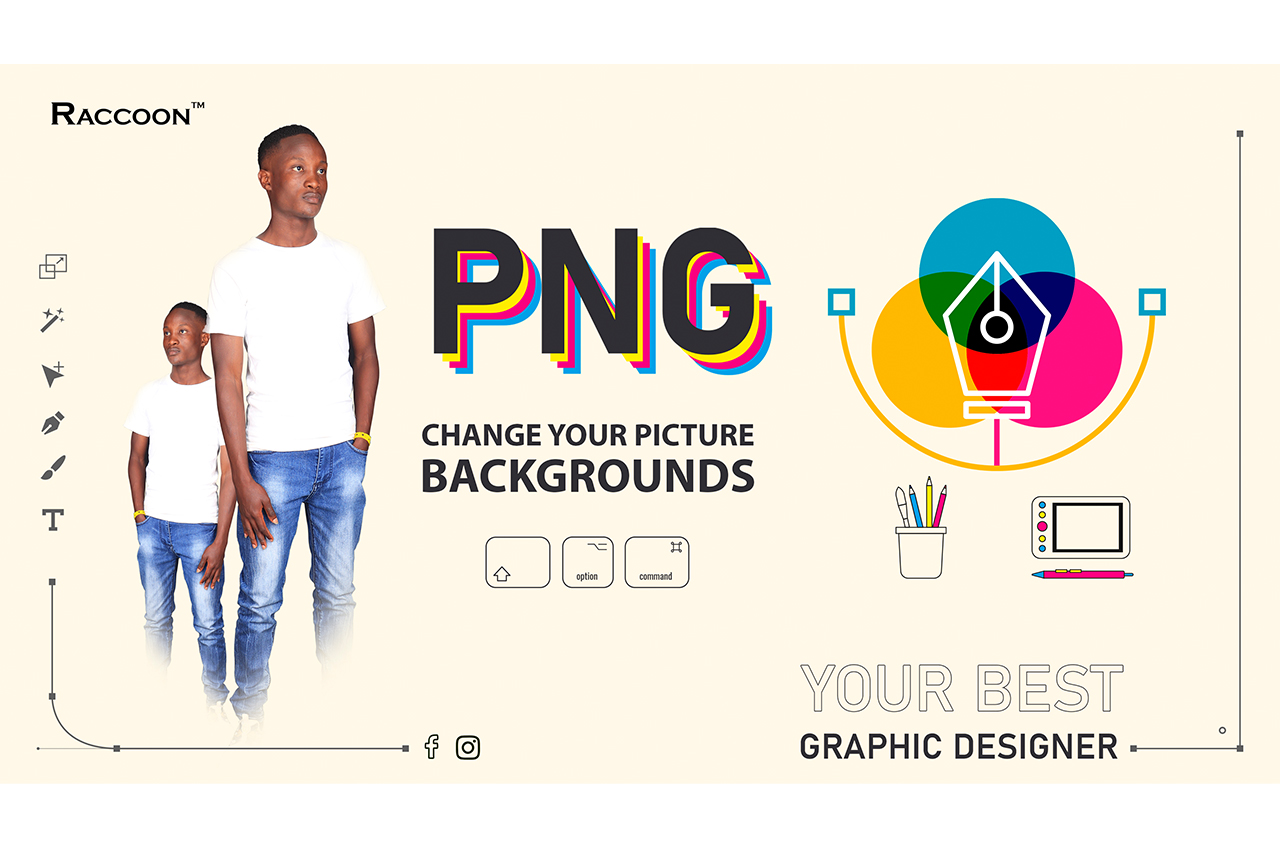 RACCOON™
PNG
CHANGE YOUR PICTURE
BACKGROUNDS
option
command
T
YOUR BEST
GRAPHIC DESIGNER